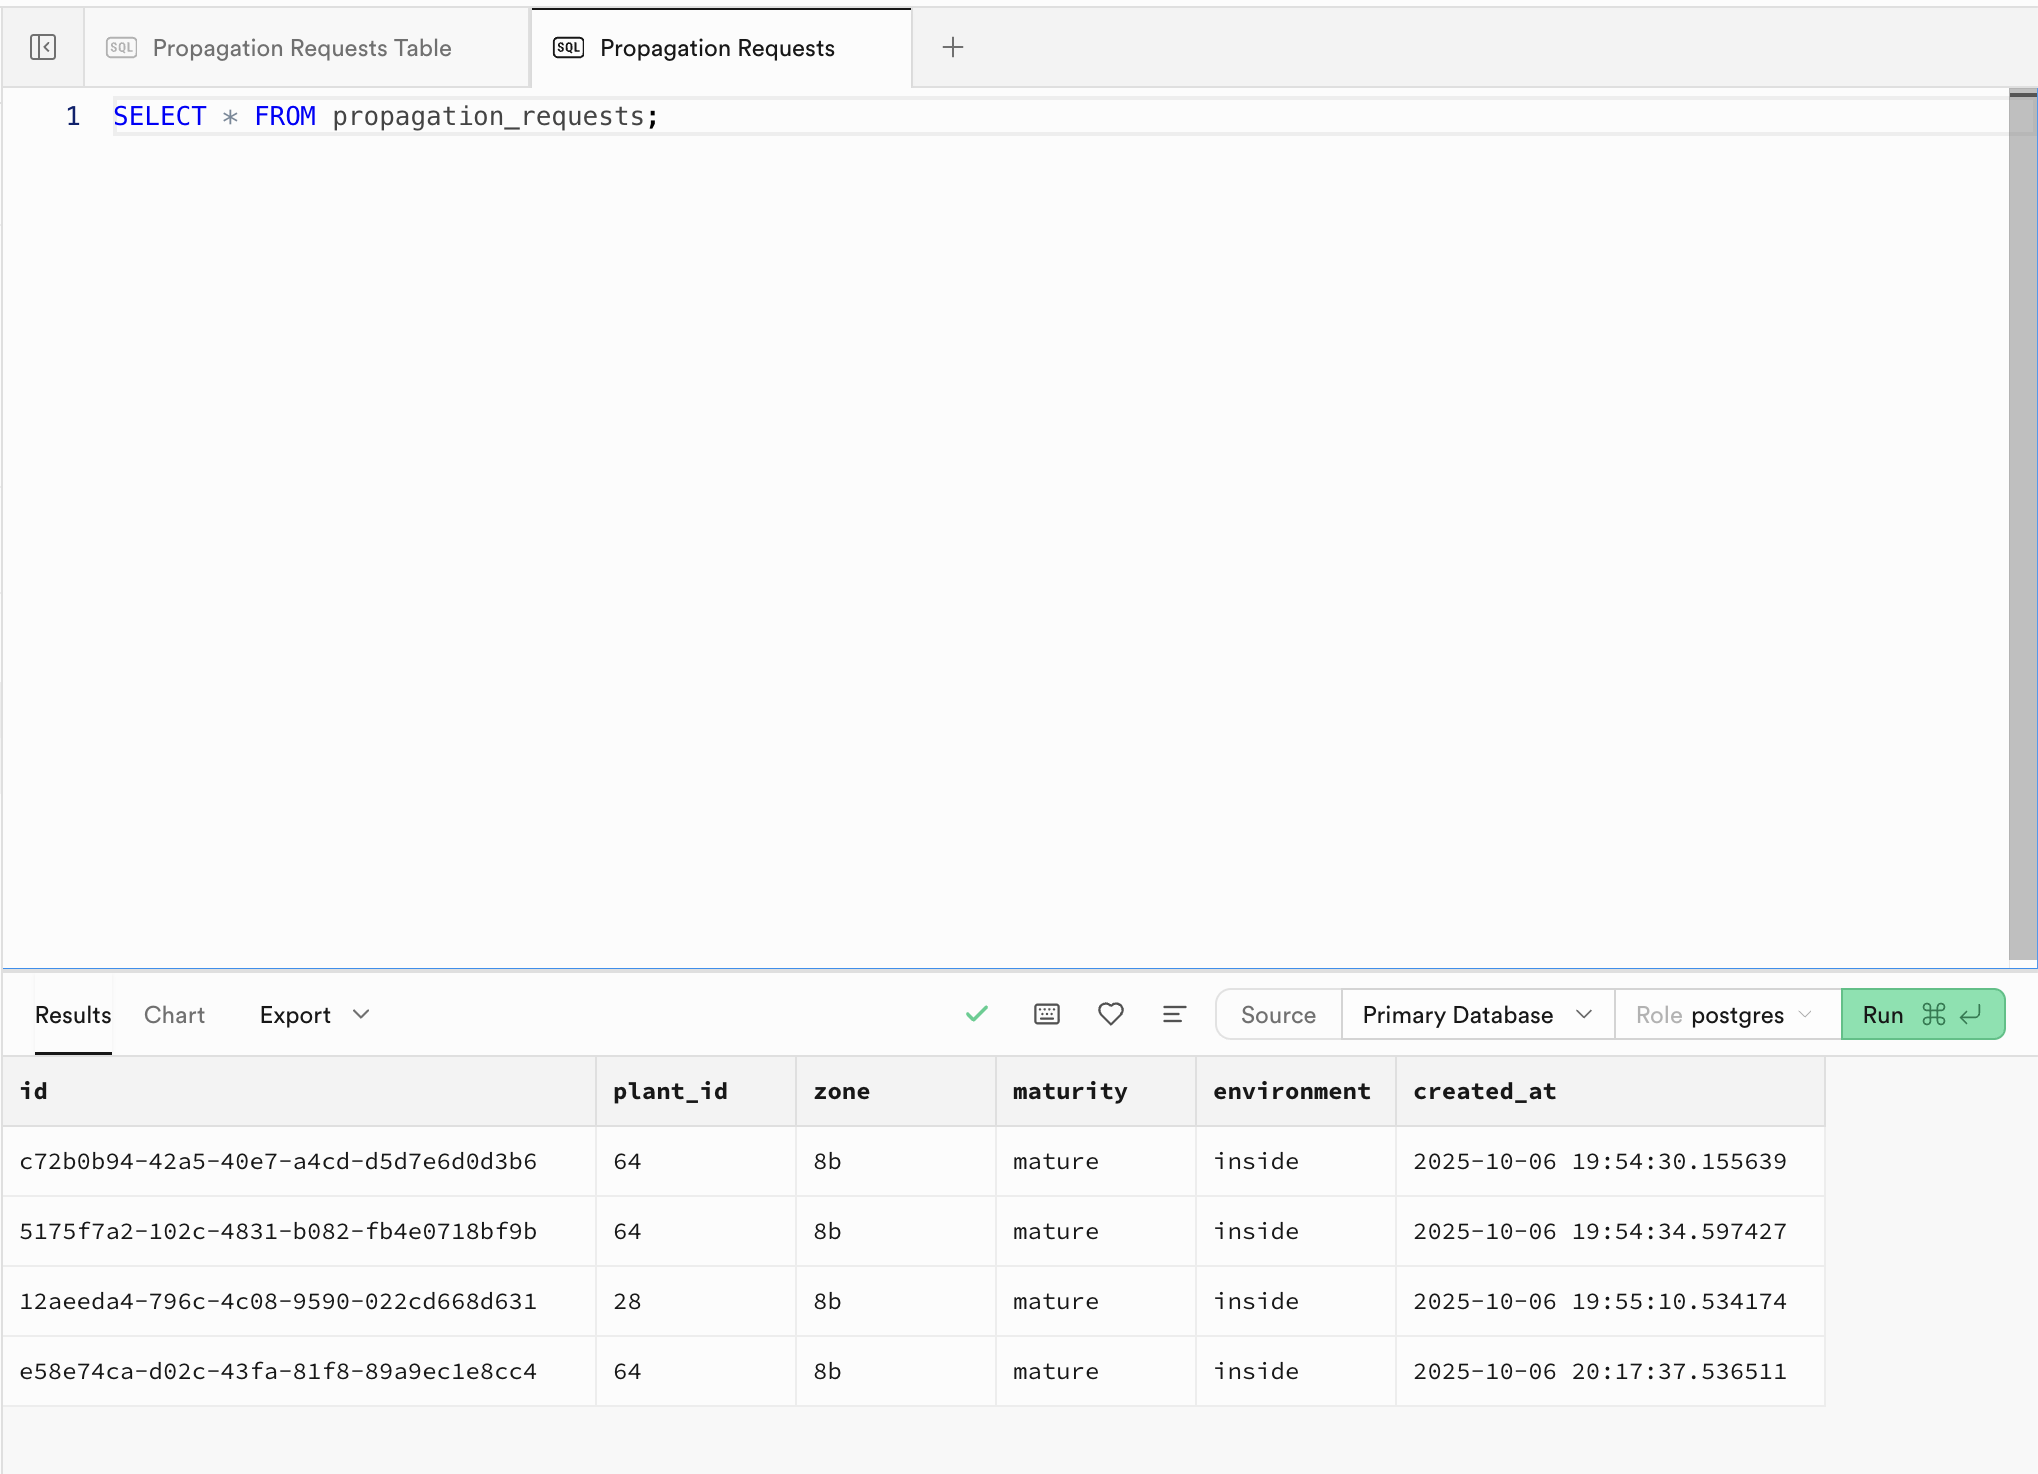 SQL Propagation Requests Table SQL Propagation Requests
1 SELECT * FROM propagation_requests;
Results Chart Export Source Primary Database Role postgres Run ⌘ ↵
id plant_id zone maturity environment created_at
c72b0b94-42a5-40e7-a4cd-d5d7e6d0d3b6 64 8b mature inside 2025-10-06 19:54:30.155639
5175f7a2-102c-4831-b082-fb4e0718bf9b 64 8b mature inside 2025-10-06 19:54:34.597427
12aeeda4-796c-4c08-9590-022cd668d631 28 8b mature inside 2025-10-06 19:55:10.534174
e58e74ca-d02c-43fa-81f8-89a9ec1e8cc4 64 8b mature inside 2025-10-06 20:17:37.536511